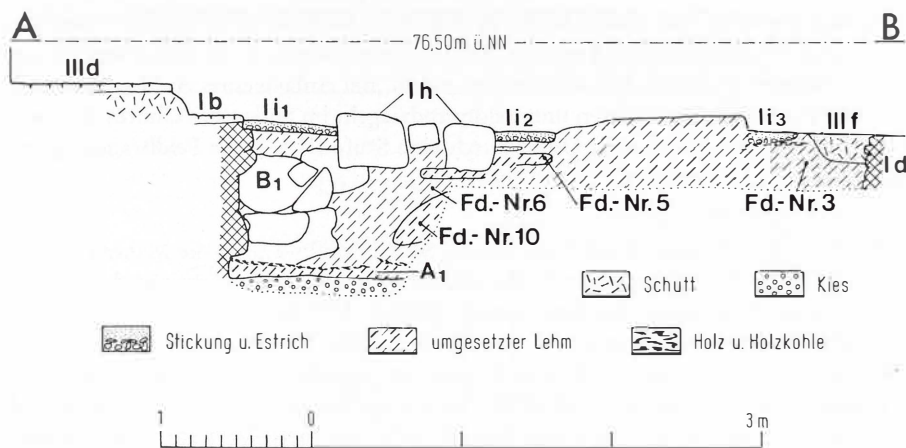 A B
76,50m ü.NN
IIId Ih
Ib Ii1 Ii2 Ii3 IIIf
B1 Id
Fd.-Nr.6 Fd.-Nr.5 Fd.-Nr.3
Fd.-Nr.10
A1
Schutt Kies
Stickung u. Estrich umgesetzter Lehm Holz u. Holzkohle
1 0 3 m